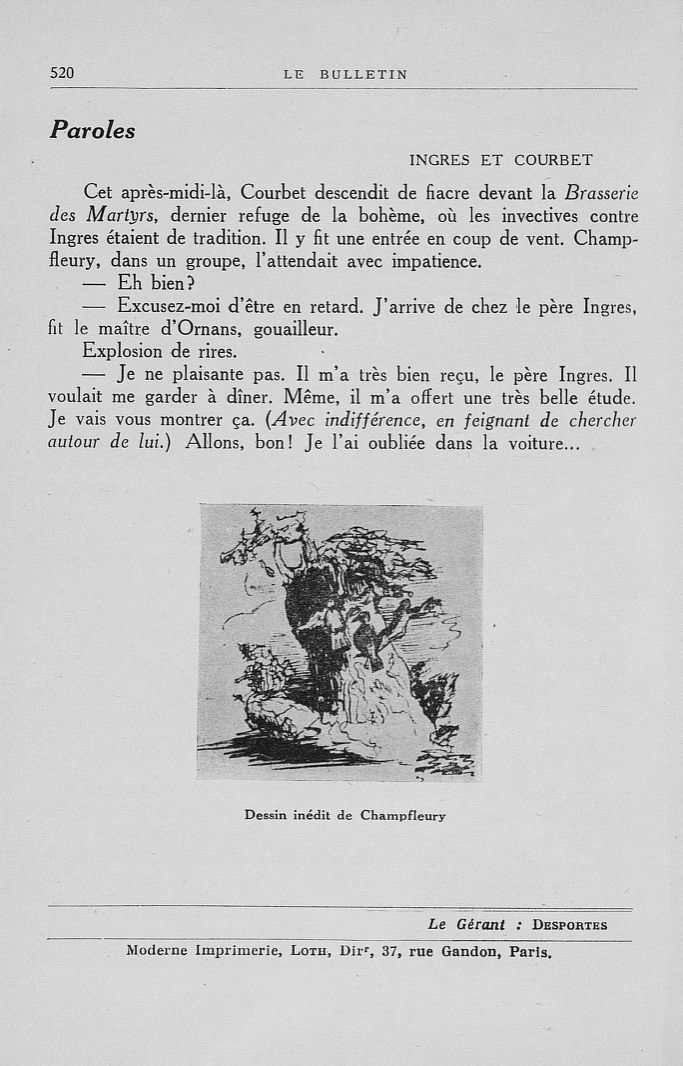 520
LE BULLETIN
Paroles
INGRES ET COURBET
Cet après-midi-là, Courbet descendit de fiacre devant la Brasserie
des Martyrs, dernier refuge de la bohème, où les invectives contre
Ingres étaient de tradition. Il y fit une entrée en coup de vent. Champ-
fleury, dans un groupe, l'attendait avec impatience.
— Eh bien?
— Excusez-moi d'être en retard. J'arrive de chez le père Ingres,
fit le maître d'Ornans, gouailleur.
Explosion de rires.
— Je ne plaisante pas. Il m'a très bien reçu, le père Ingres. Il
voulait me garder à dîner. Même, il m'a offert une très belle étude.
Je vais vous montrer ça. (Avec indifférence, en feignant de chercher
autour de lui.) Allons, bon! Je l'ai oubliée dans la voiture...
Dessin inédit de Champfleury
Le Gérant : DESPORTES
Moderne Imprimerie, LOTH, Dirʳ, 37, rue Gandon, Paris.